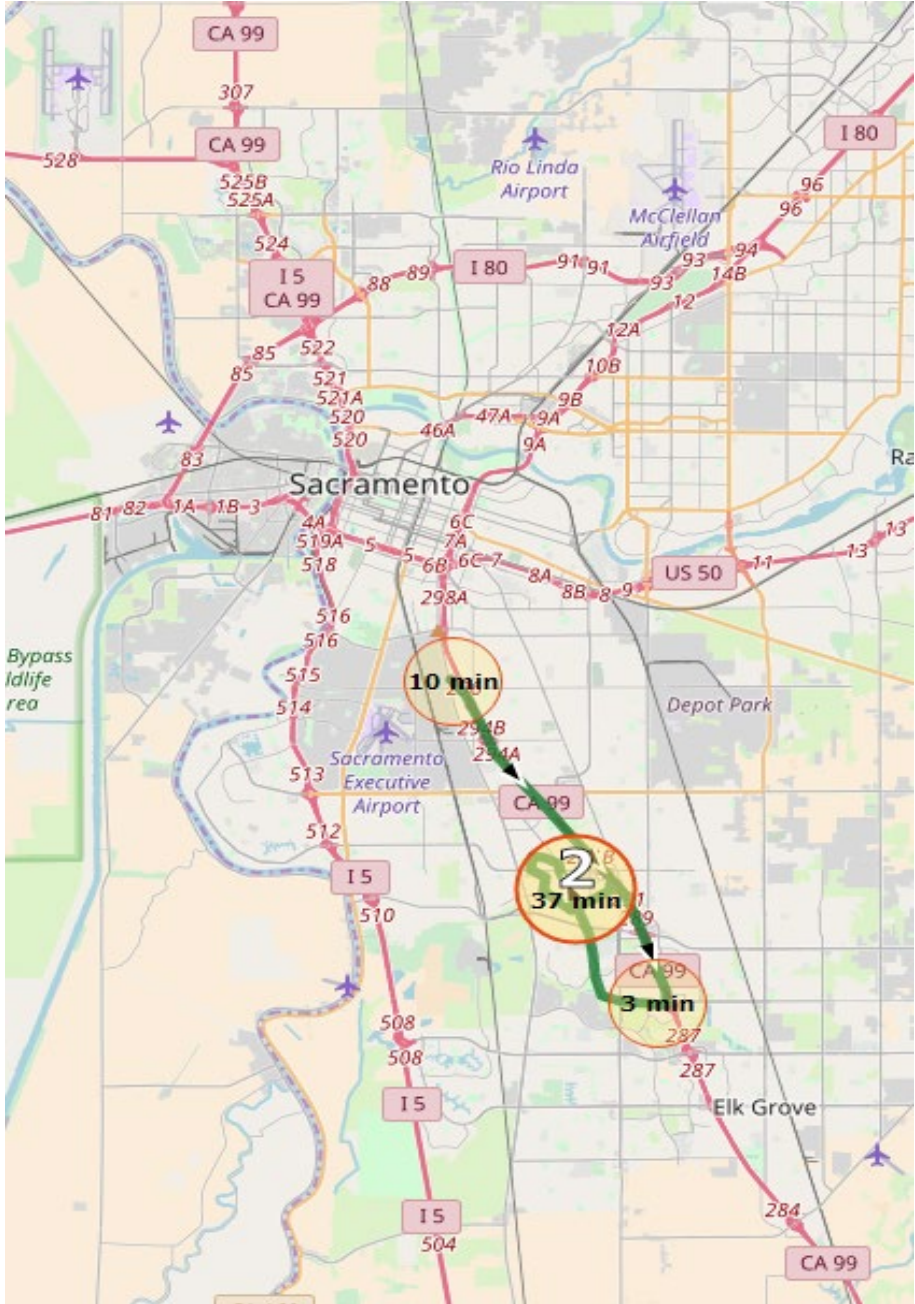 CA 99
307
CA 99
528
525B
525A
524
I 5
CA 99
522
521
521A
520
520
Rio Linda
Airport
McClellan
Airfield
I 80
96
96
94
93
93
14B
12
12A
10B
9B
9A
9A
47A
46A
91
91
I 80
89
88
85
85
83
Sacramento
Ra
81
82
1A
1B
3
4A
519A
518
5
5
6B
6C
7A
6C
7
8A
8B
8
9
US 50
11
13
13
298A
516
516
515
514
513
512
Bypass
ldlife
rea
10 min
294B
294A
Depot Park
Sacramento
Executive
Airport
CA 99
I 5
510
2
37 min
CA 99
3 min
287
287
508
508
I 5
Elk Grove
I 5
504
284
CA 99